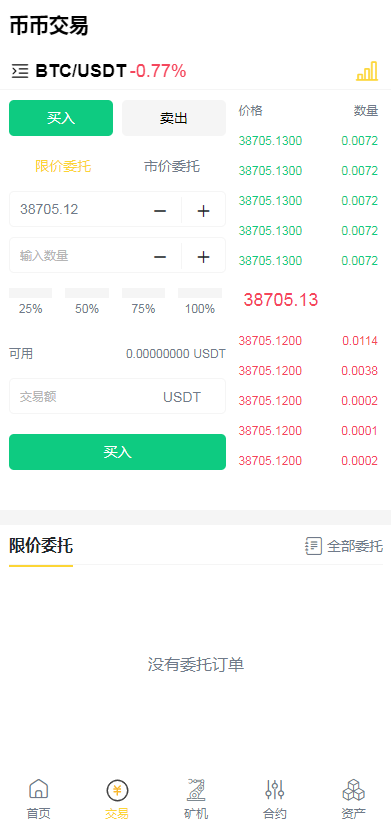 币币交易
BTC/USDT -0.77%
买入 卖出
限价委托 市价委托
38705.12 — +
输入数量 — +
25% 50% 75% 100%
可用 0.00000000 USDT
交易额 USDT
买入
价格 数量
38705.1300 0.0072
38705.1300 0.0072
38705.1300 0.0072
38705.1300 0.0072
38705.1300 0.0072
38705.13
38705.1200 0.0114
38705.1200 0.0038
38705.1200 0.0002
38705.1200 0.0001
38705.1200 0.0002
限价委托 全部委托
没有委托订单
首页 交易 矿机 合约 资产